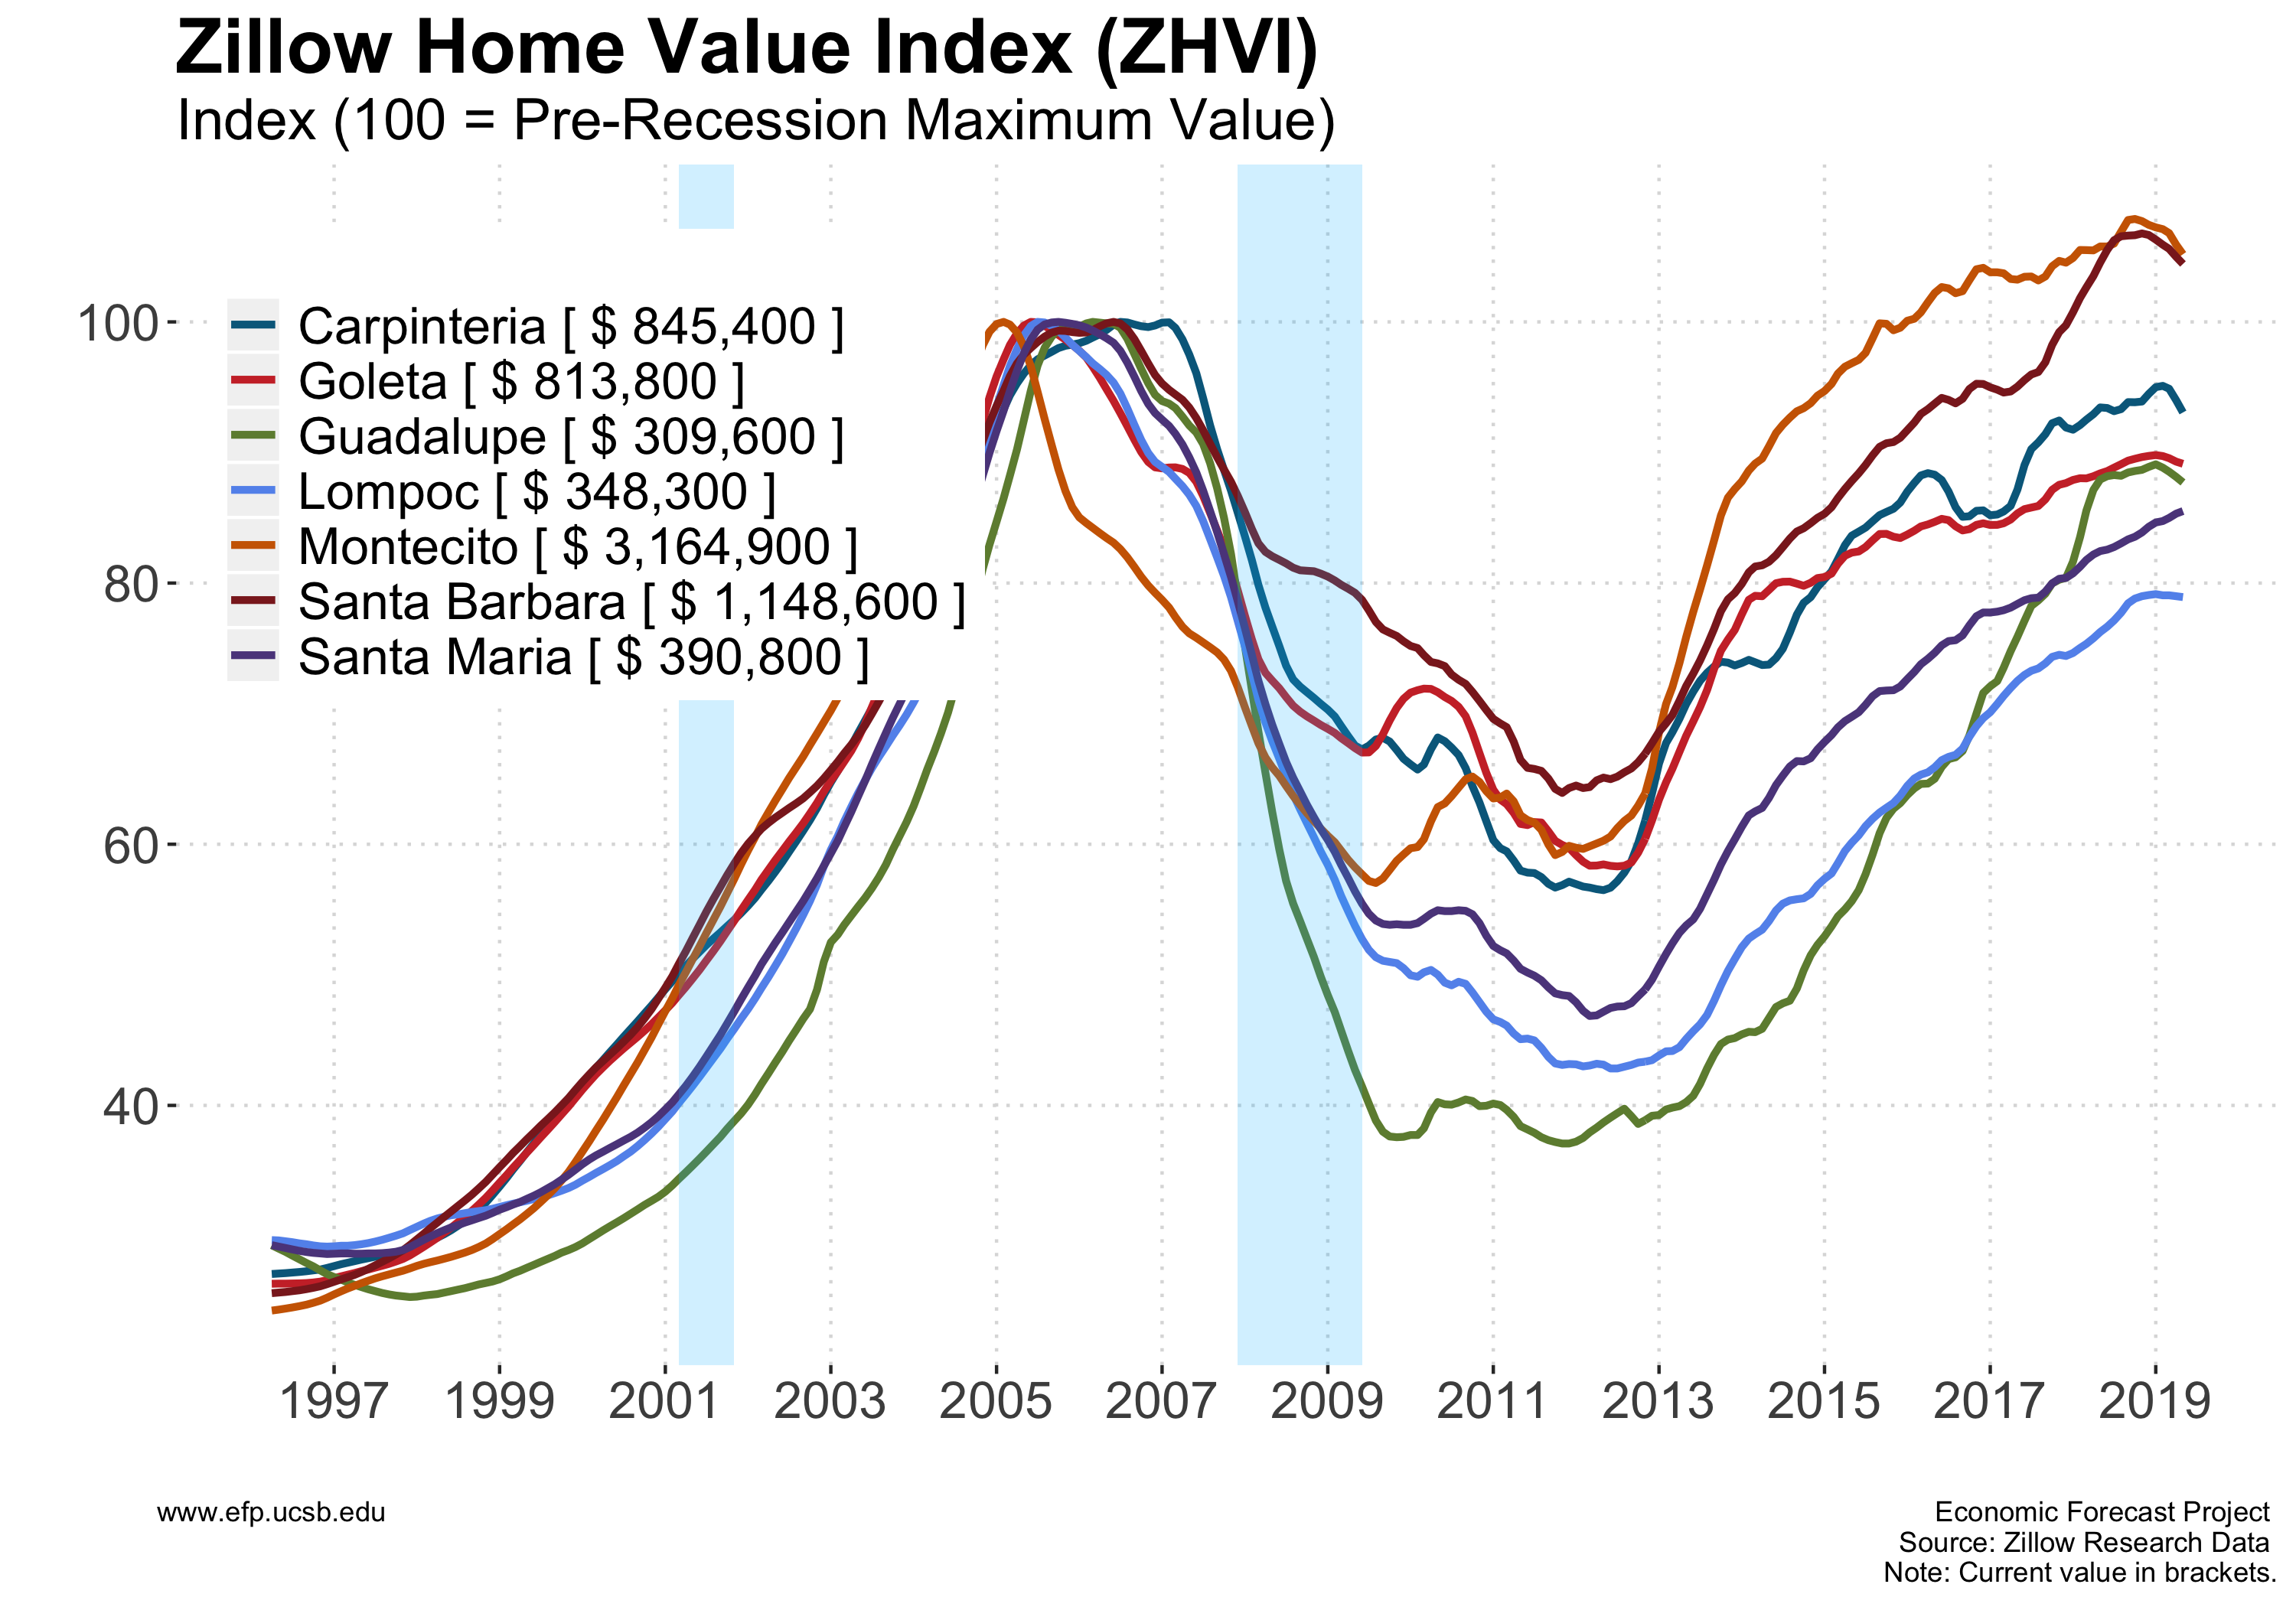 Zillow Home Value Index (ZHVI)
Index (100 = Pre-Recession Maximum Value)
100
80
60
40
Carpinteria [ $ 845,400 ]
Goleta [ $ 813,800 ]
Guadalupe [ $ 309,600 ]
Lompoc [ $ 348,300 ]
Montecito [ $ 3,164,900 ]
Santa Barbara [ $ 1,148,600 ]
Santa Maria [ $ 390,800 ]
1997 1999 2001 2003 2005 2007 2009 2011 2013 2015 2017 2019
www.efp.ucsb.edu
Economic Forecast Project
Source: Zillow Research Data
Note: Current value in brackets.